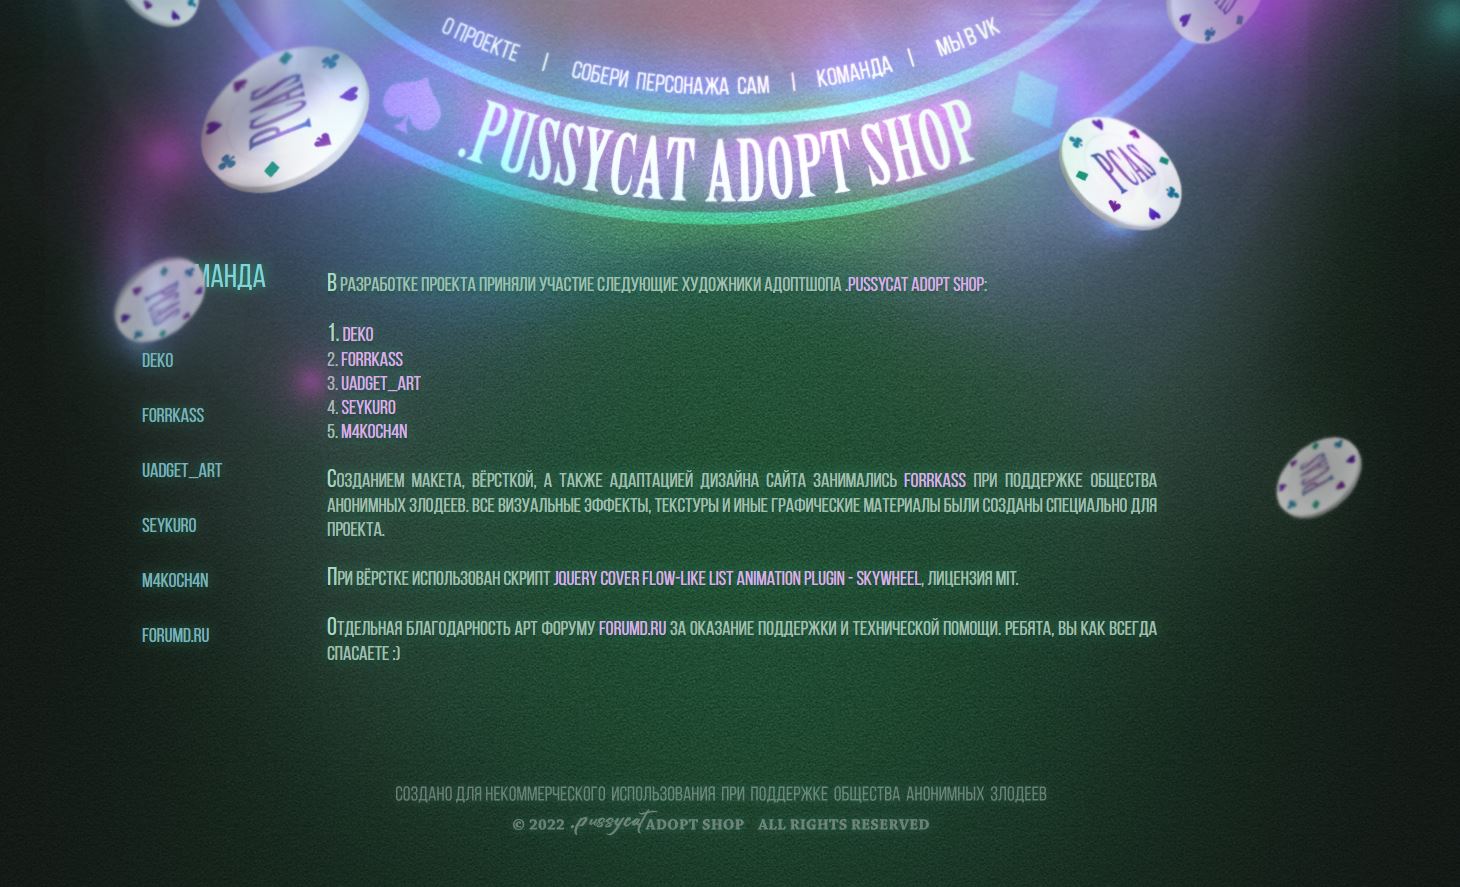 О ПРОЕКТЕ | СОБЕРИ ПЕРСОНАЖА САМ | КОМАНДА | МЫ В VK
PCAS
.PUSSYCAT ADOPT SHOP
PCAS
МАНДА
DEKO
FORRKASS
UADGET_ART
SEYKURO
M4KOCH4N
FORUMD.RU
В РАЗРАБОТКЕ ПРОЕКТА ПРИНЯЛИ УЧАСТИЕ СЛЕДУЮЩИЕ ХУДОЖНИКИ АДОПТШОПА .PUSSYCAT ADOPT SHOP:
1. DEKO
2. FORRKASS
3. UADGET_ART
4. SEYKURO
5. M4KOCH4N
СОЗДАНИЕМ МАКЕТА, ВЁРСТКОЙ, А ТАКЖЕ АДАПТАЦИЕЙ ДИЗАЙНА САЙТА ЗАНИМАЛИСЬ FORRKASS ПРИ ПОДДЕРЖКЕ ОБЩЕСТВА
АНОНИМНЫХ ЗЛОДЕЕВ. ВСЕ ВИЗУАЛЬНЫЕ ЭФФЕКТЫ, ТЕКСТУРЫ И ИНЫЕ ГРАФИЧЕСКИЕ МАТЕРИАЛЫ БЫЛИ СОЗДАНЫ СПЕЦИАЛЬНО ДЛЯ
ПРОЕКТА.
ПРИ ВЁРСТКЕ ИСПОЛЬЗОВАН СКРИПТ JQUERY COVER FLOW-LIKE LIST ANIMATION PLUGIN - SKYWHEEL, ЛИЦЕНЗИЯ MIT.
ОТДЕЛЬНАЯ БЛАГОДАРНОСТЬ АРТ ФОРУМУ FORUMD.RU ЗА ОКАЗАНИЕ ПОДДЕРЖКИ И ТЕХНИЧЕСКОЙ ПОМОЩИ. РЕБЯТА, ВЫ КАК ВСЕГДА
СПАСАЕТЕ :)
СОЗДАНО ДЛЯ НЕКОММЕРЧЕСКОГО ИСПОЛЬЗОВАНИЯ ПРИ ПОДДЕРЖКЕ ОБЩЕСТВА АНОНИМНЫХ ЗЛОДЕЕВ
© 2022 .pussycat ADOPT SHOP ALL RIGHTS RESERVED